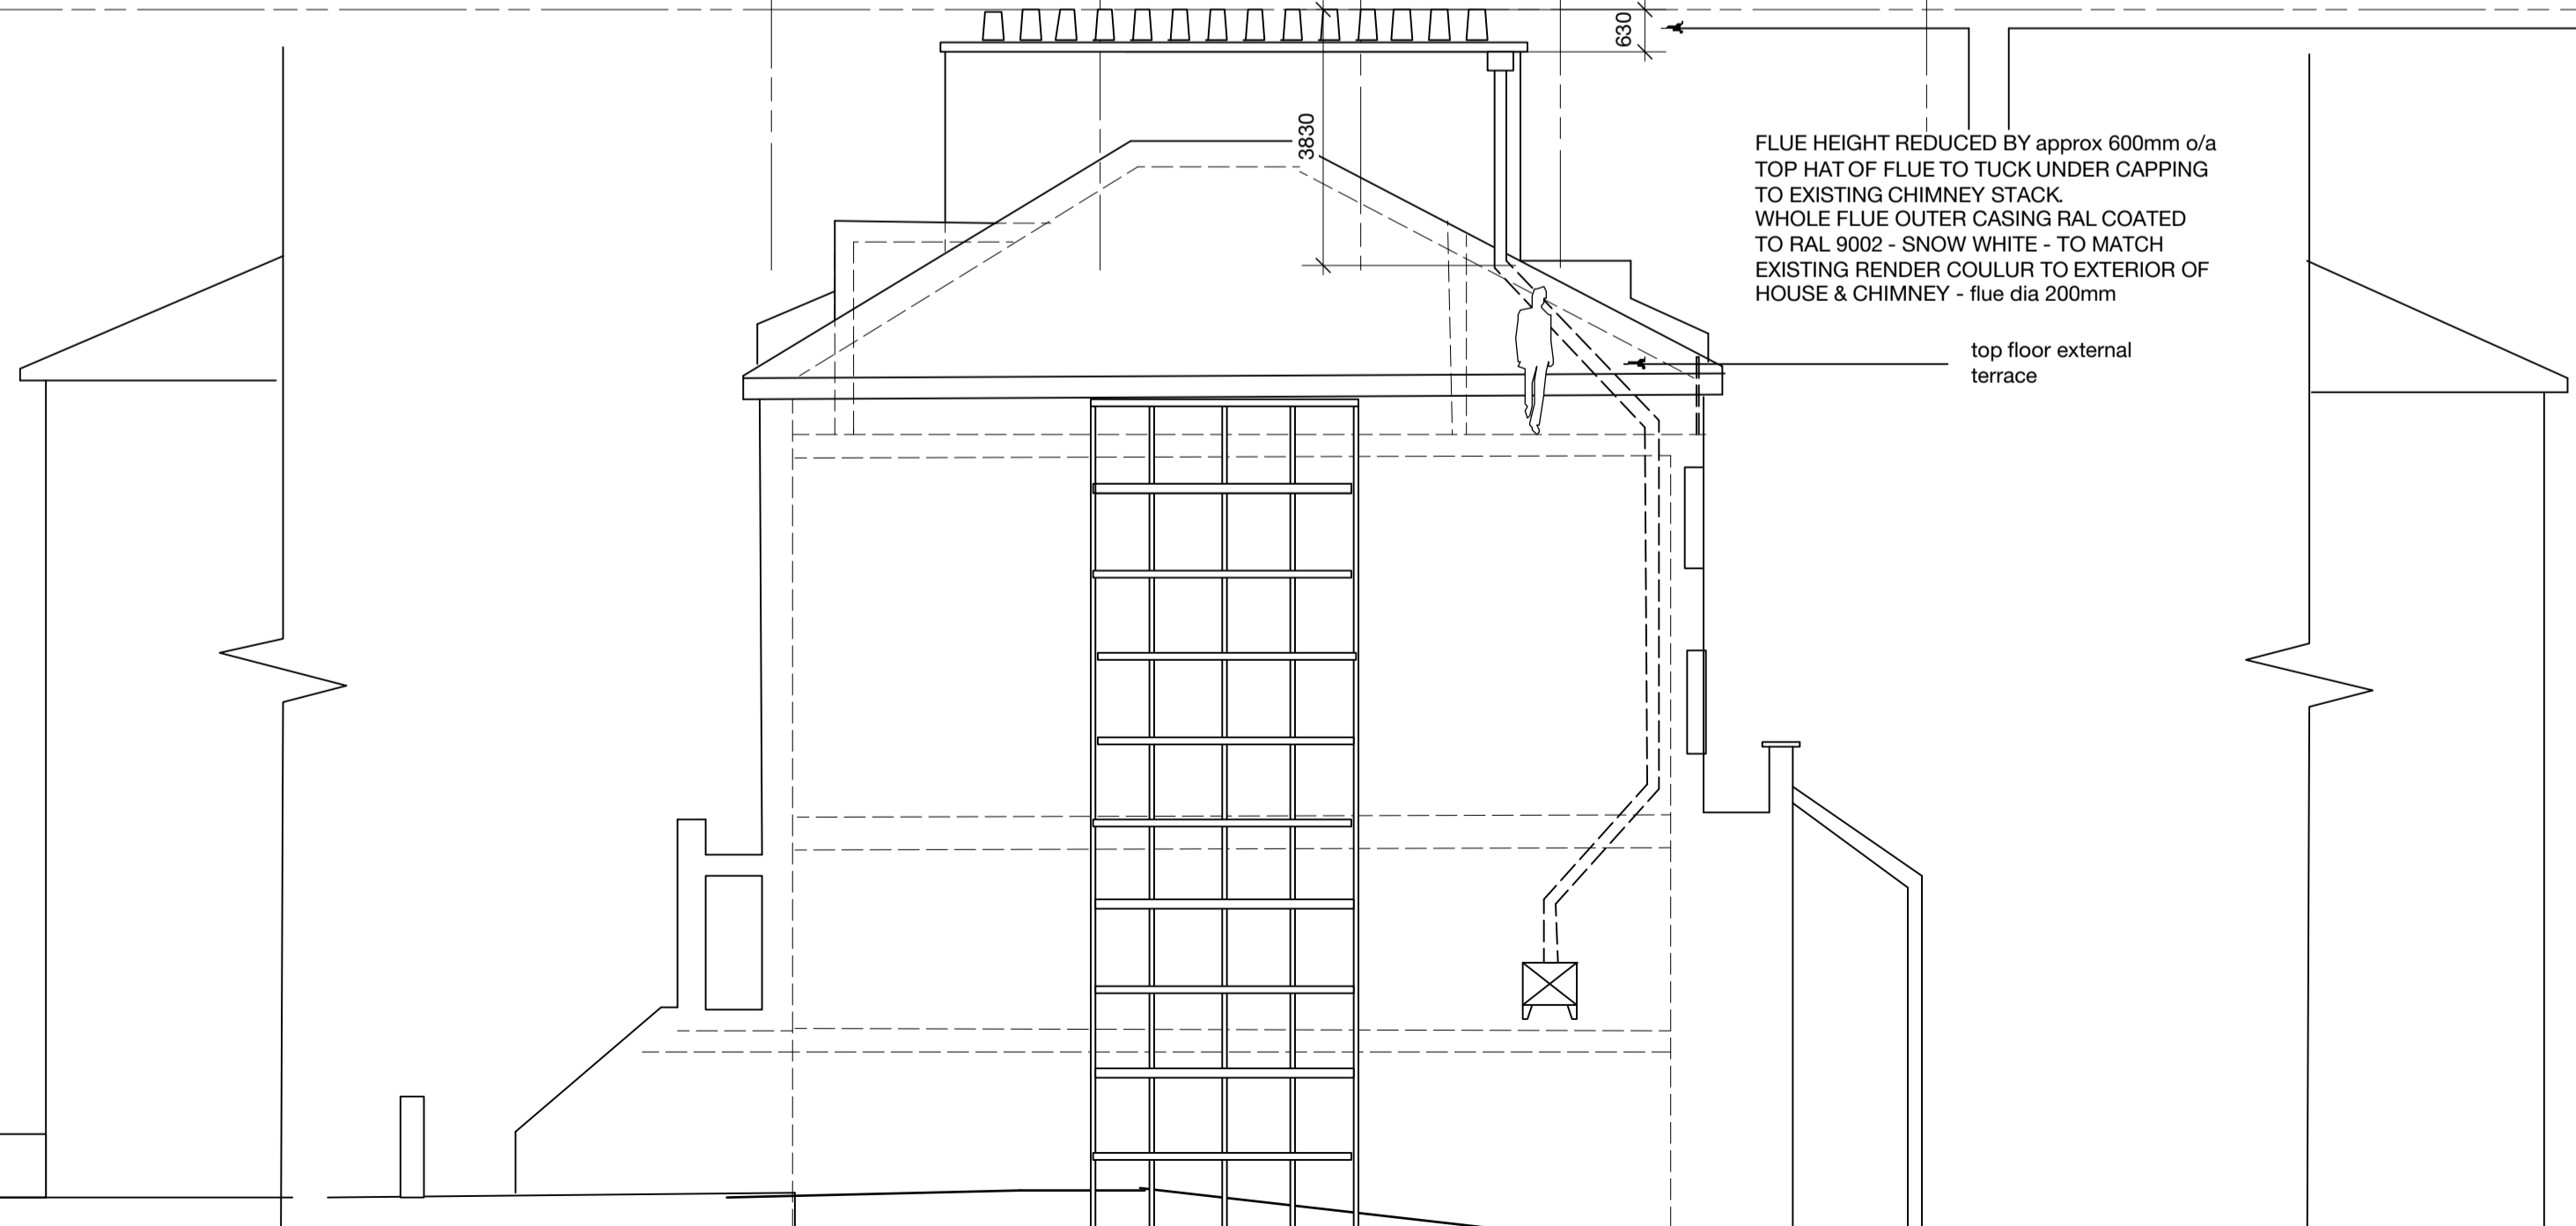 630
3830
FLUE HEIGHT REDUCED BY approx 600mm o/a
TOP HAT OF FLUE TO TUCK UNDER CAPPING
TO EXISTING CHIMNEY STACK.
WHOLE FLUE OUTER CASING RAL COATED
TO RAL 9002 - SNOW WHITE - TO MATCH
EXISTING RENDER COULUR TO EXTERIOR OF
HOUSE & CHIMNEY - flue dia 200mm
top floor external
terrace